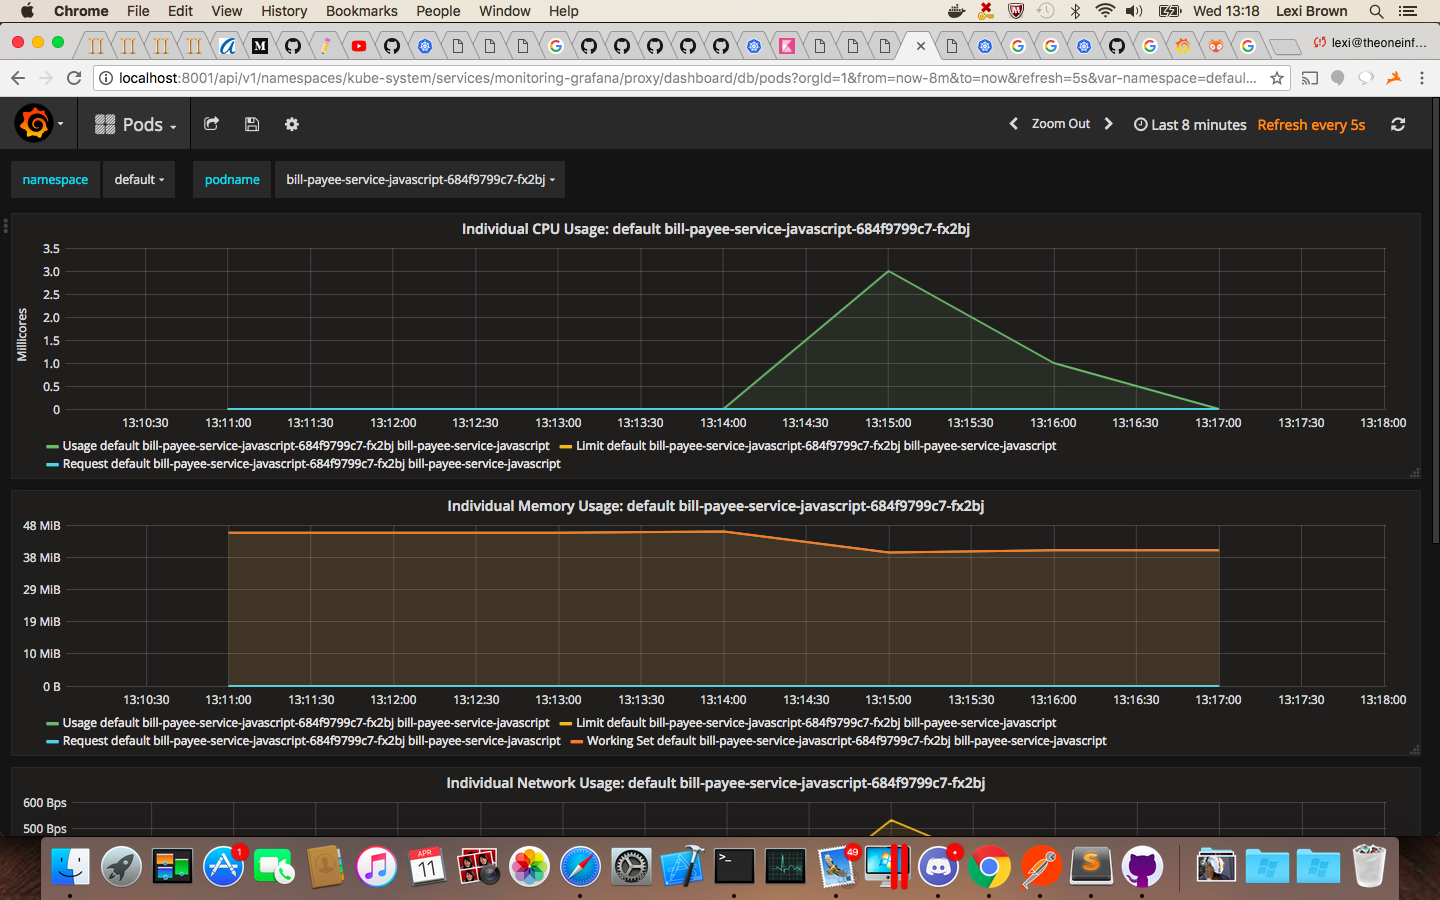 Chrome File Edit View History Bookmarks People Window Help Wed 13:18 Lexi Brown
lexi@theoneinf...
localhost:8001/api/v1/namespaces/kube-system/services/monitoring-grafana/proxy/dashboard/db/pods?orgId=1&from=now-8m&to=now&refresh=5s&var-namespace=defaul...
Pods Zoom Out Last 8 minutes Refresh every 5s
namespace default podname bill-payee-service-javascript-684f9799c7-fx2bj
Individual CPU Usage: default bill-payee-service-javascript-684f9799c7-fx2bj
Millicores
3.5
3.0
2.5
2.0
1.5
1.0
0.5
0
13:10:30 13:11:00 13:11:30 13:12:00 13:12:30 13:13:00 13:13:30 13:14:00 13:14:30 13:15:00 13:15:30 13:16:00 13:16:30 13:17:00 13:17:30 13:18:00
Usage default bill-payee-service-javascript-684f9799c7-fx2bj bill-payee-service-javascript Limit default bill-payee-service-javascript-684f9799c7-fx2bj bill-payee-service-javascript
Request default bill-payee-service-javascript-684f9799c7-fx2bj bill-payee-service-javascript
Individual Memory Usage: default bill-payee-service-javascript-684f9799c7-fx2bj
48 MiB
38 MiB
29 MiB
19 MiB
10 MiB
0 B
13:10:30 13:11:00 13:11:30 13:12:00 13:12:30 13:13:00 13:13:30 13:14:00 13:14:30 13:15:00 13:15:30 13:16:00 13:16:30 13:17:00 13:17:30 13:18:00
Usage default bill-payee-service-javascript-684f9799c7-fx2bj bill-payee-service-javascript Limit default bill-payee-service-javascript-684f9799c7-fx2bj bill-payee-service-javascript
Request default bill-payee-service-javascript-684f9799c7-fx2bj bill-payee-service-javascript Working Set default bill-payee-service-javascript-684f9799c7-fx2bj bill-payee-service-javascript
Individual Network Usage: default bill-payee-service-javascript-684f9799c7-fx2bj
600 Bps
500 Bps
1
APR
11
49